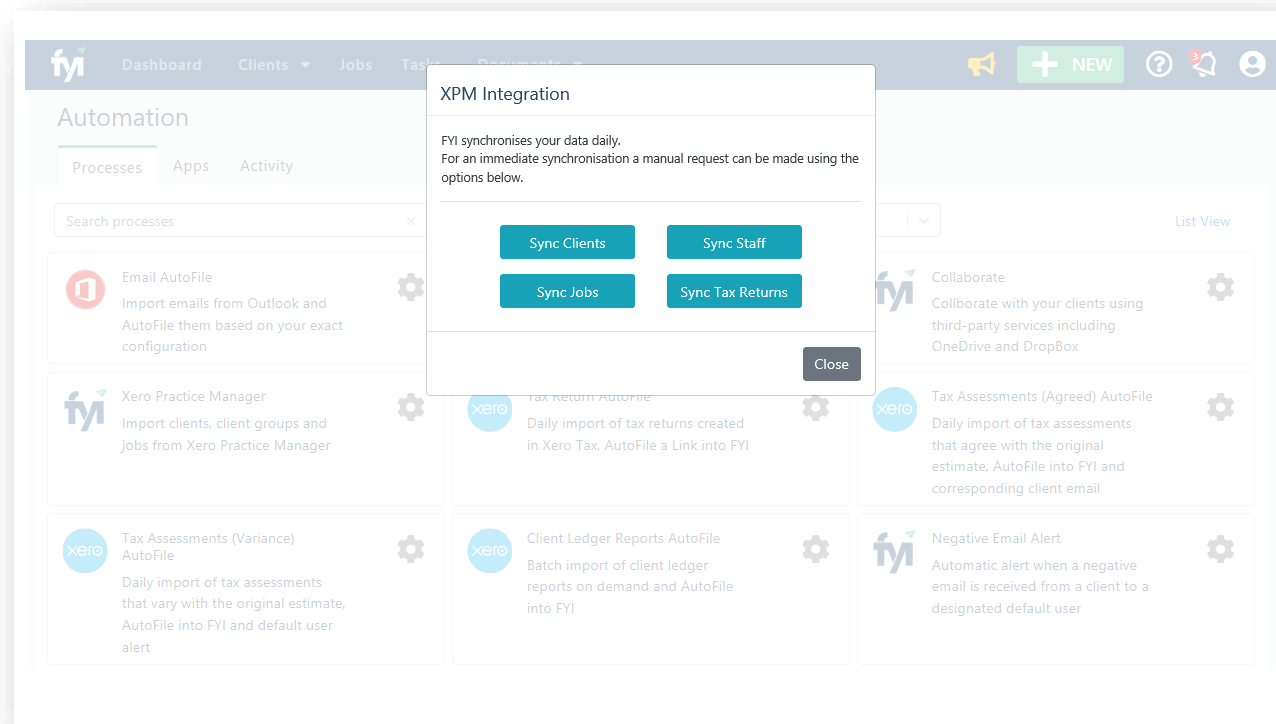 fyi Dashboard Clients Jobs Tasks Documents NEW ? 3
XPM Integration
Automation
FYI synchronises your data daily.
For an immediate synchronisation a manual request can be made using the
options below.
Processes Apps Activity
Search processes × List View
Sync Clients Sync Staff
Sync Jobs Sync Tax Returns
Close
Email AutoFile
Import emails from Outlook and
AutoFile them based on your exact
configuration
fyi
Collaborate
Collborate with your clients using
third-party services including
OneDrive and DropBox
fyi
Xero Practice Manager
Import clients, client groups and
jobs from Xero Practice Manager
xero
Tax Return AutoFile
Daily import of tax returns created
in Xero Tax, AutoFile a Link into FYI
xero
Tax Assessments (Agreed) AutoFile
Daily import of tax assessments
that agree with the original
estimate, AutoFile into FYI and
corresponding client email
xero
Tax Assessments (Variance)
AutoFile
Daily import of tax assessments
that vary with the original estimate,
AutoFile into FYI and default user
alert
xero
Client Ledger Reports AutoFile
Batch import of client ledger
reports on demand and AutoFile
into FYI
fyi
Negative Email Alert
Automatic alert when a negative
email is received from a client to a
designated default user